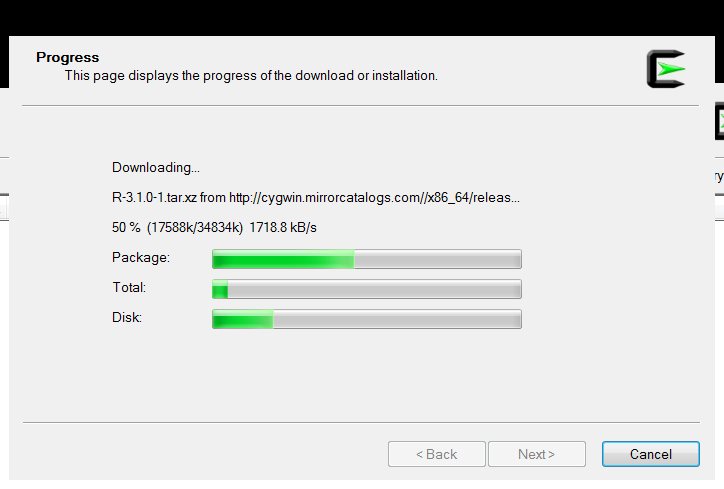 Progress
This page displays the progress of the download or installation.
Downloading...
R-3.1.0-1.tar.xz from http://cygwin.mirrorcatalogs.com//x86_64/releas...
50 % (17588k/34834k) 1718.8 kB/s
Package:
Total:
Disk:
< Back
Next >
Cancel
ry